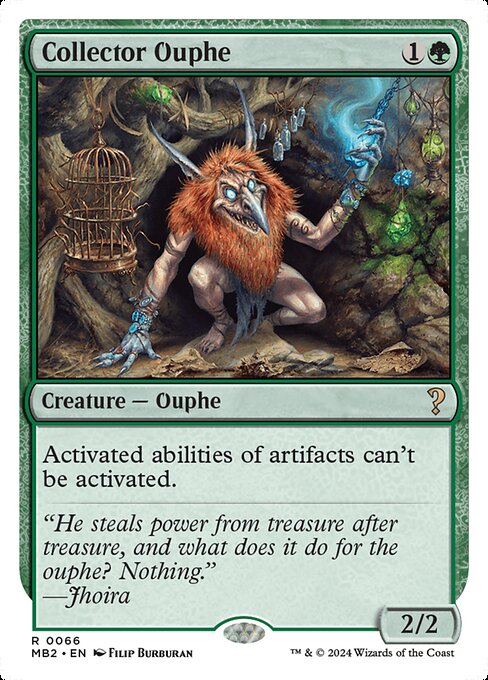 Collector Ouphe 1
Creature — Ouphe
Activated abilities of artifacts can't
be activated.
“He steals power from treasure after
treasure, and what does it do for the
ouphe? Nothing.”
—Jhoira
2/2
R 0066
MB2 • EN Filip Burburan
™ & © 2024 Wizards of the Coast